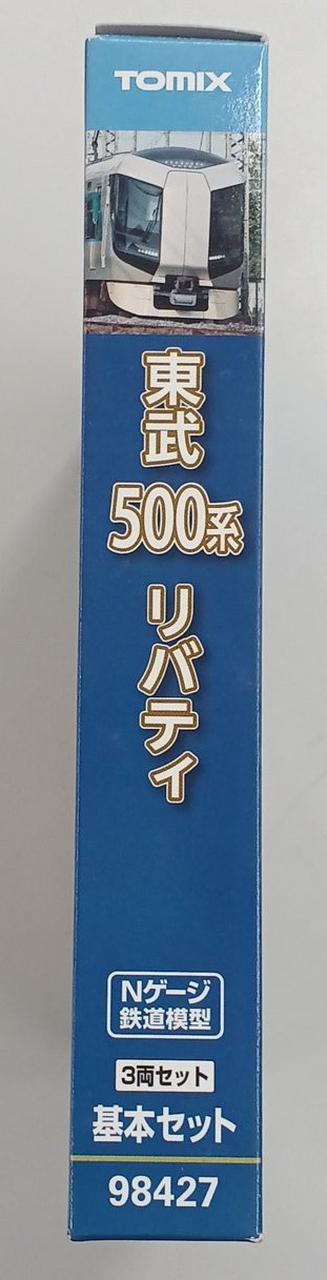 TOMIX
東武
500系
リバティ
Nゲージ
鉄道模型
3両セット
基本セット
98427